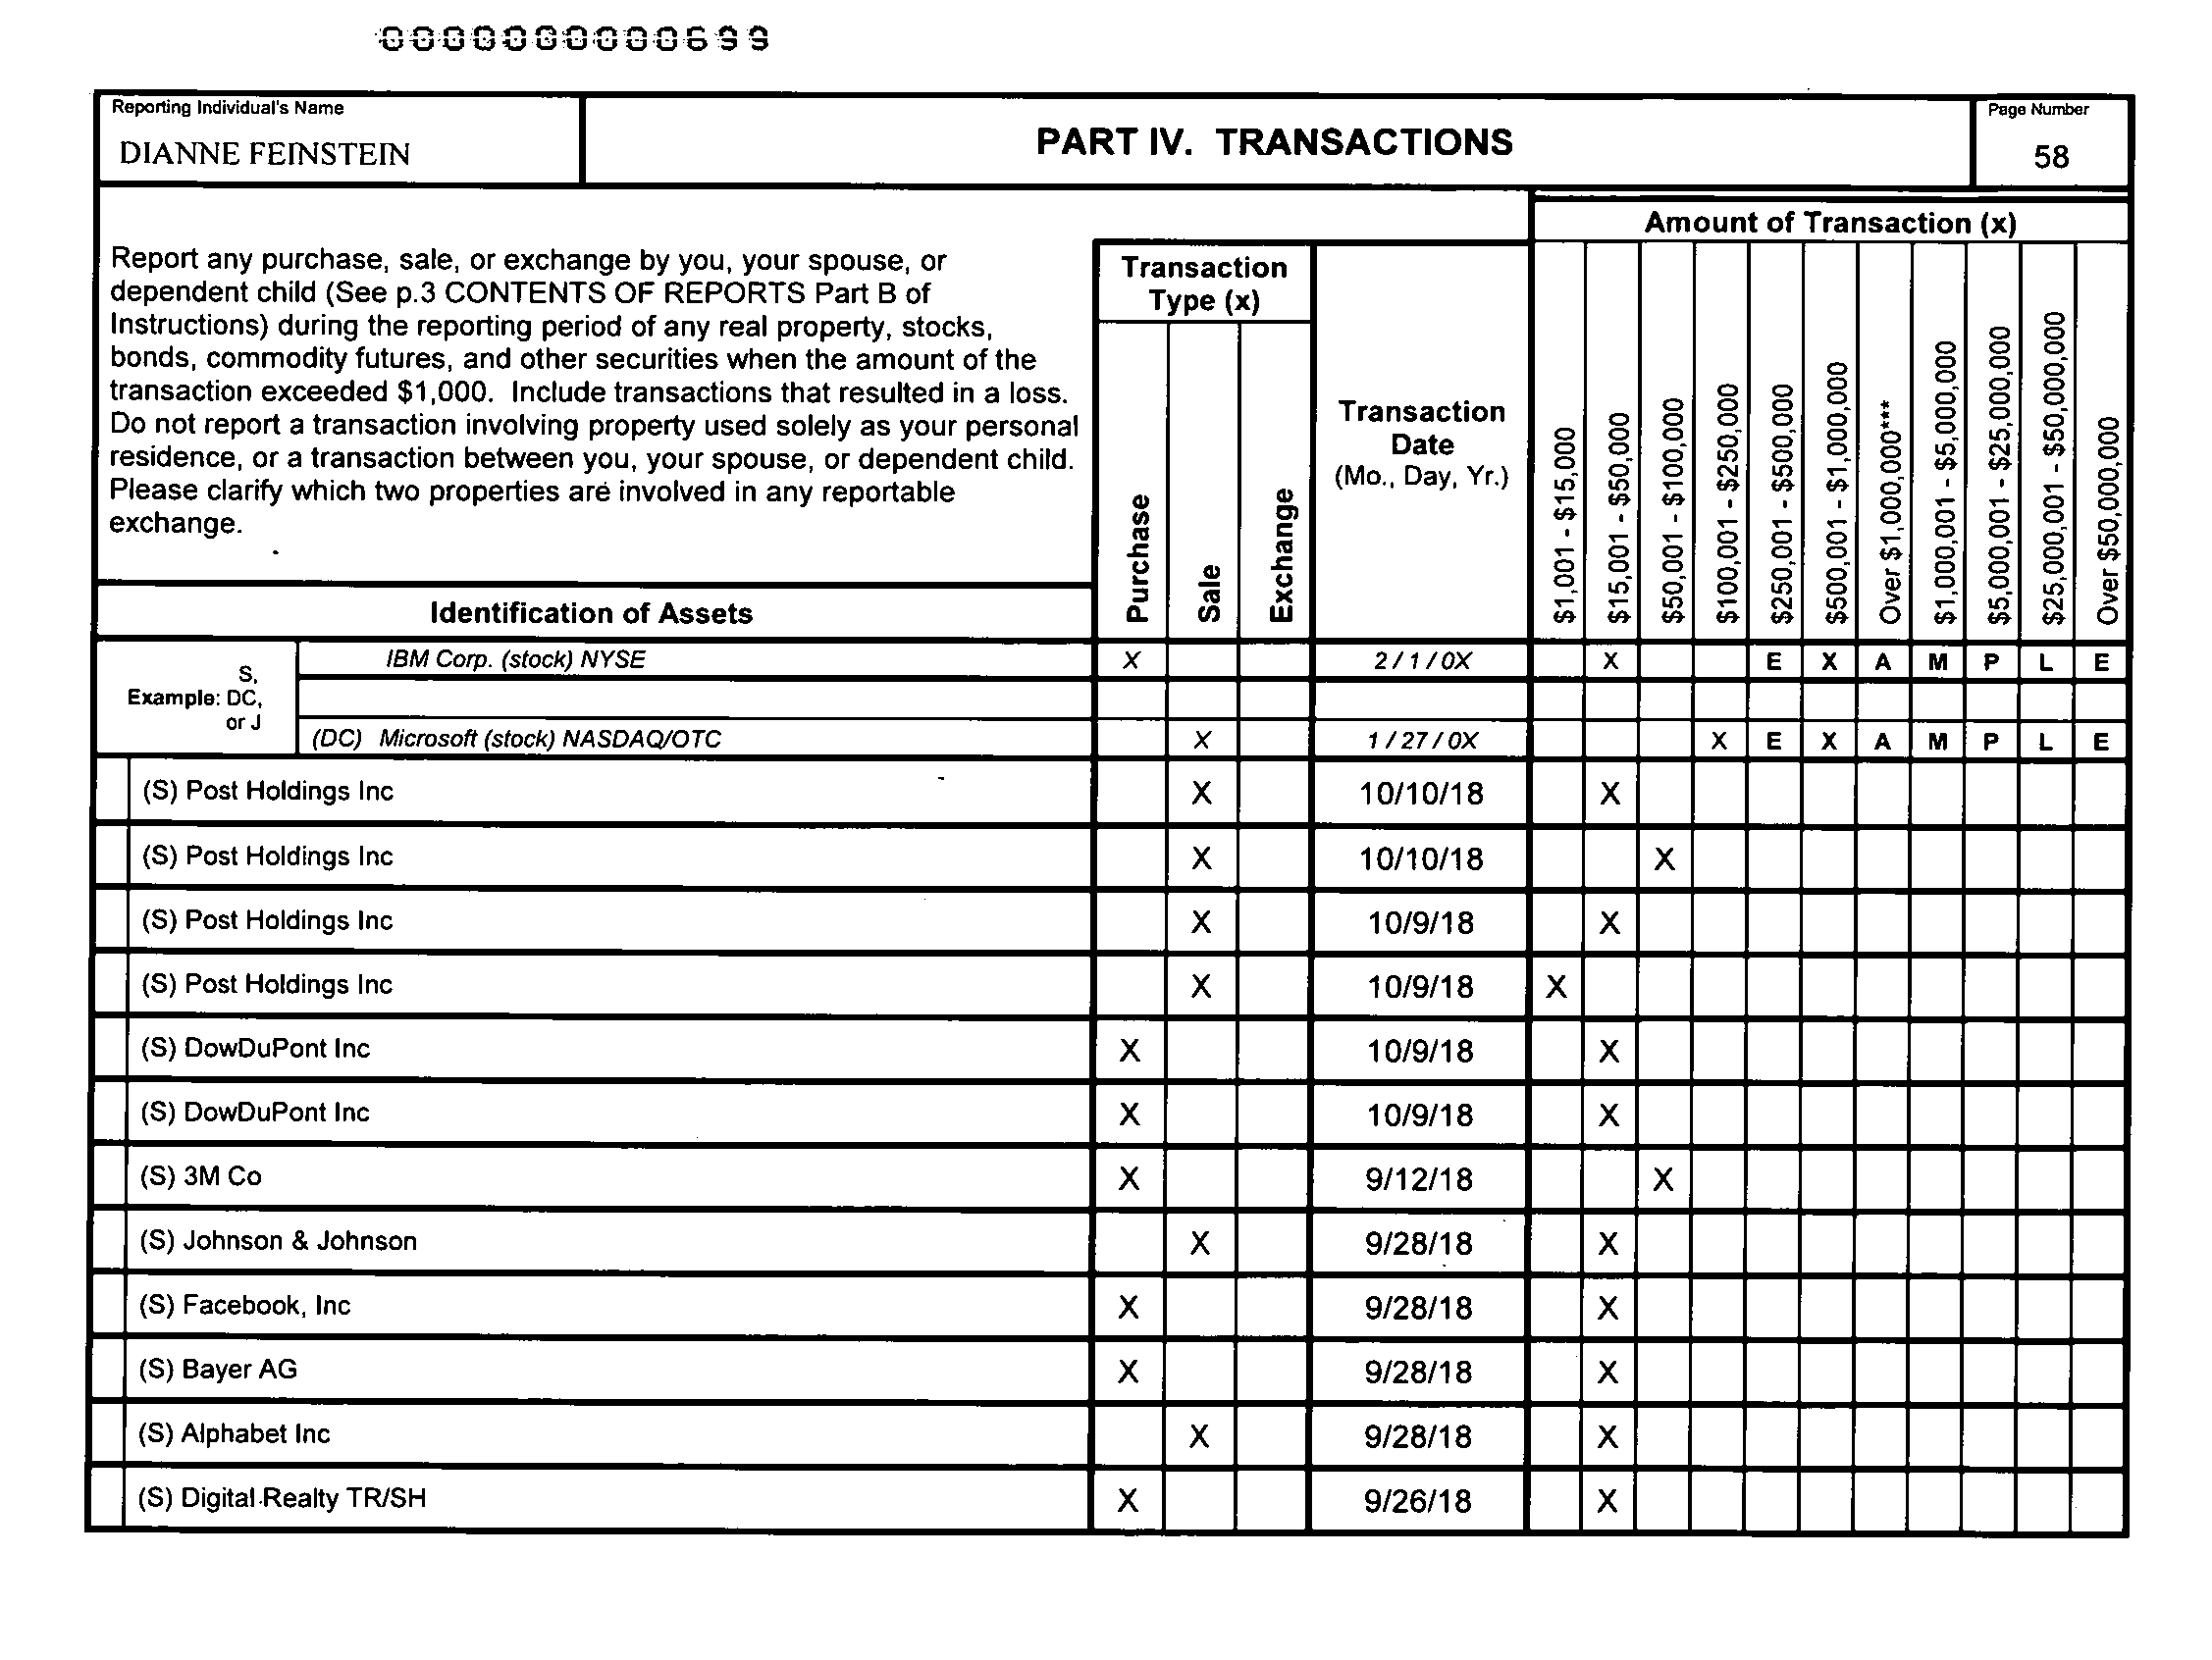 000000000699
Reporting Individual's Name
DIANNE FEINSTEIN
PART IV. TRANSACTIONS
Page Number
58
Report any purchase, sale, or exchange by you, your spouse, or
dependent child (See p.3 CONTENTS OF REPORTS Part B of
Instructions) during the reporting period of any real property, stocks,
bonds, commodity futures, and other securities when the amount of the
transaction exceeded $1,000. Include transactions that resulted in a loss.
Do not report a transaction involving property used solely as your personal
residence, or a transaction between you, your spouse, or dependent child.
Please clarify which two properties are involved in any reportable
exchange.
Identification of Assets
Transaction
Type (x)
Purchase
Sale
Exchange
Transaction
Date
(Mo., Day, Yr.)
Amount of Transaction (x)
$1,001 - $15,000
$15,001 - $50,000
$50,001 - $100,000
$100,001 - $250,000
$250,001 - $500,000
$500,001 - $1,000,000
Over $1,000,000***
$1,000,001 - $5,000,000
$5,000,001 - $25,000,000
$25,000,001 - $50,000,000
Over $50,000,000
S,
Example: DC,
or J
IBM Corp. (stock) NYSE X 2 / 1 / 0X X E X A M P L E
(DC) Microsoft (stock) NASDAQ/OTC X 1 / 27 / 0X X E X A M P L E
(S) Post Holdings Inc X 10/10/18 X
(S) Post Holdings Inc X 10/10/18 X
(S) Post Holdings Inc X 10/9/18 X
(S) Post Holdings Inc X 10/9/18 X
(S) DowDuPont Inc X 10/9/18 X
(S) DowDuPont Inc X 10/9/18 X
(S) 3M Co X 9/12/18 X
(S) Johnson & Johnson X 9/28/18 X
(S) Facebook, Inc X 9/28/18 X
(S) Bayer AG X 9/28/18 X
(S) Alphabet Inc X 9/28/18 X
(S) Digital Realty TR/SH X 9/26/18 X